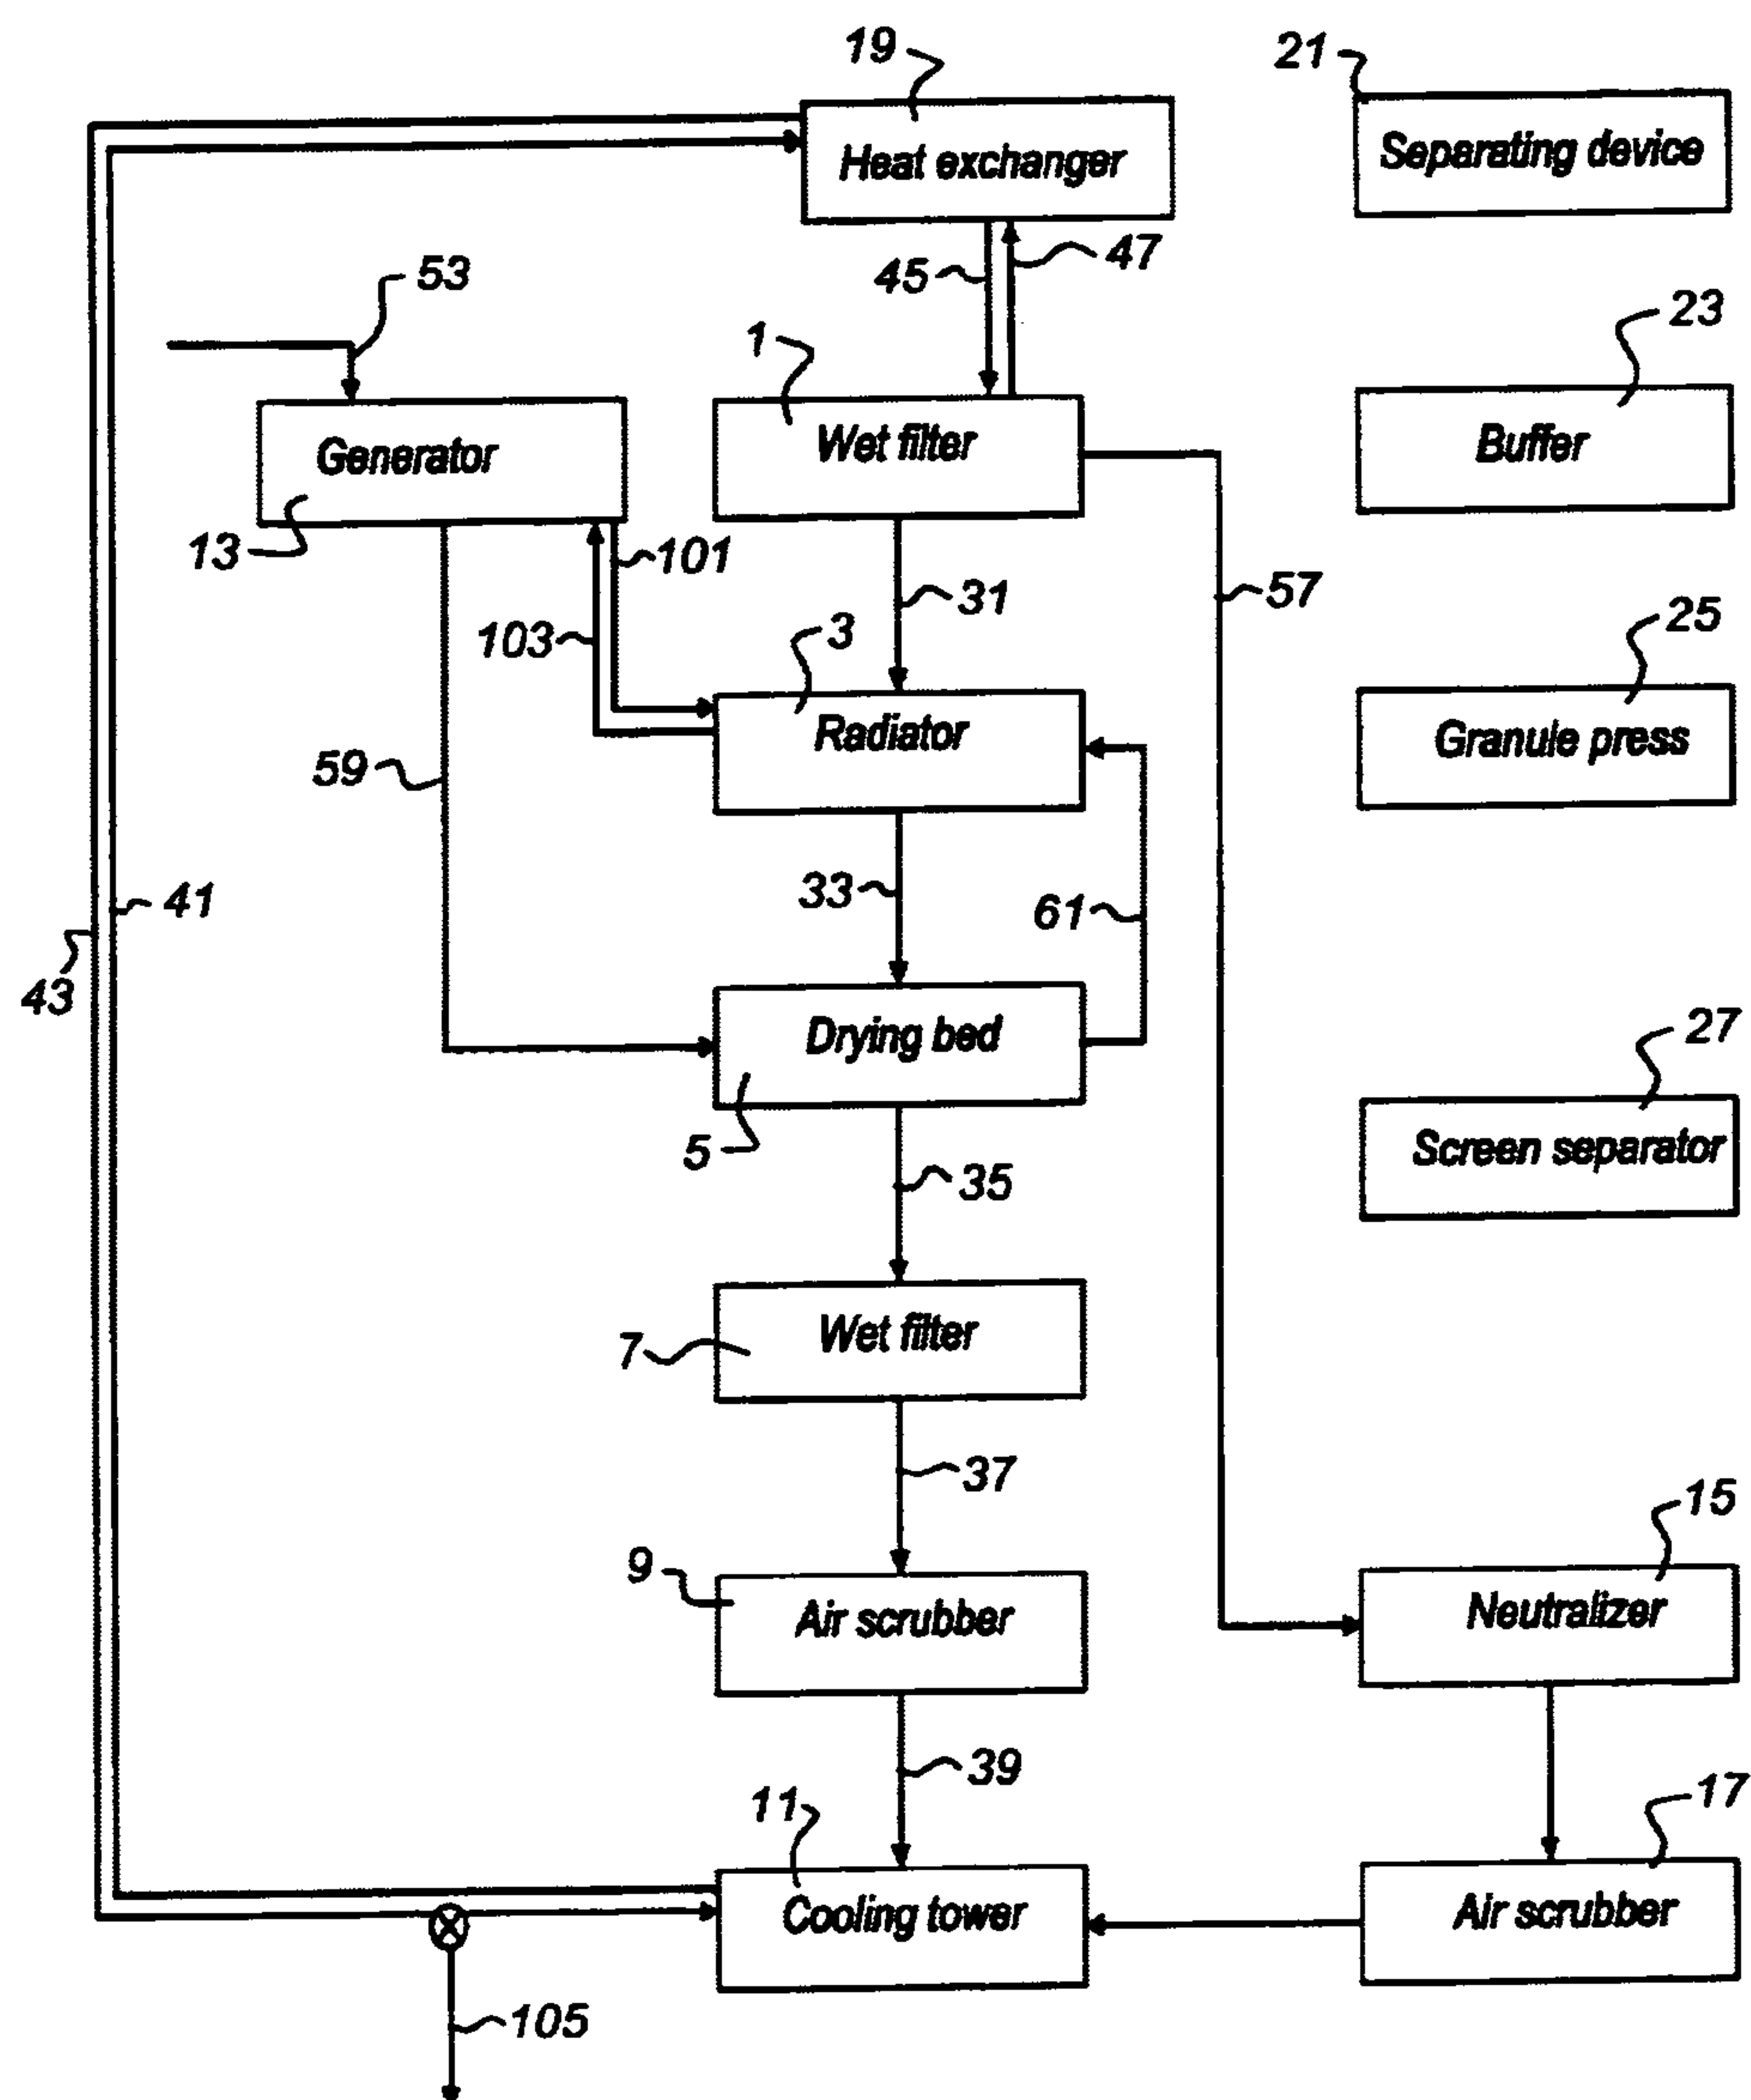 19
21
Heat exchanger
Separating device
53
45
47
1
23
Generator
Wet filter
Buffer
13
101
31
57
103
3
25
Radiator
Granule press
59
33
61
41
43
Drying bed
27
5
35
Screen separator
7
Wet filter
37
15
9
Air scrubber
Neutralizer
39
11
17
Cooling tower
Air scrubber
105